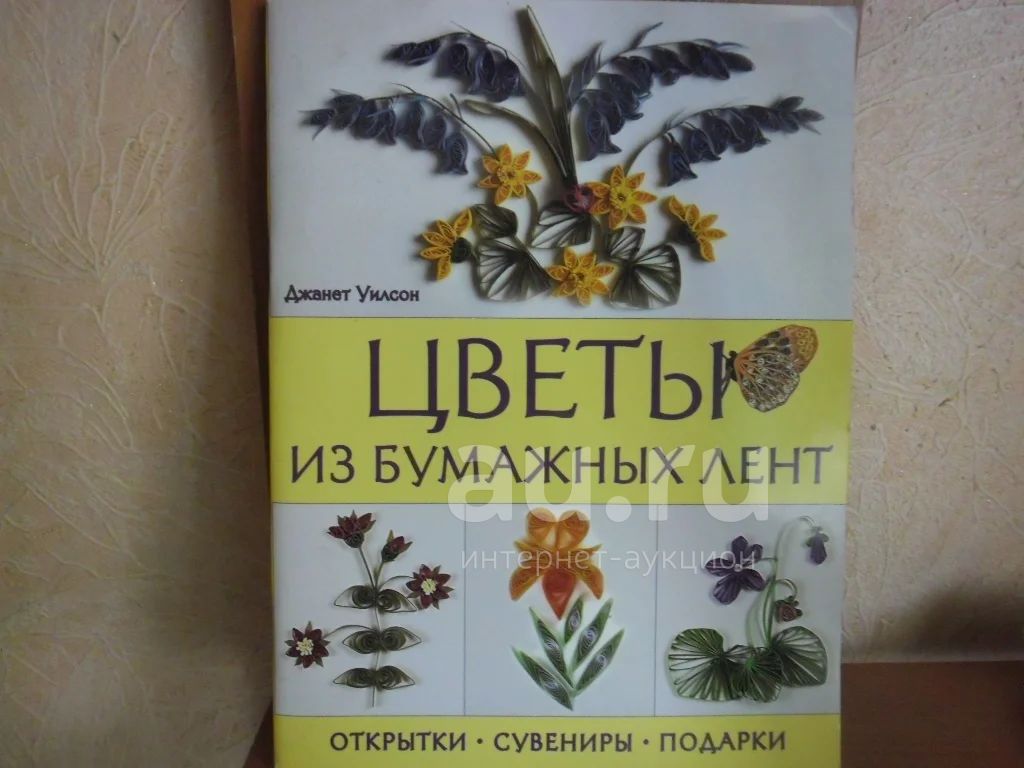 Джанет Уилсон
ЦВЕТЫ
ИЗ БУМАЖНЫХ ЛЕНТ
au.ru
интернет-аукцион
ОТКРЫТКИ · СУВЕНИРЫ · ПОДАРКИ